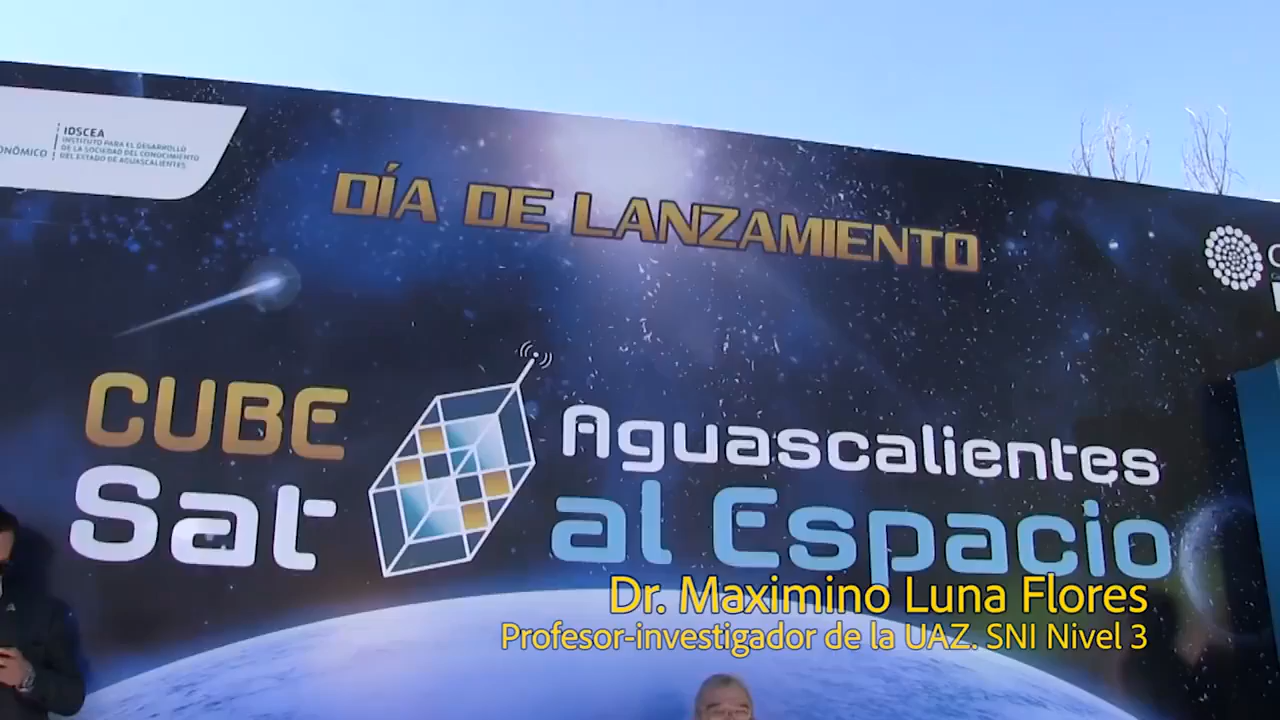 ONÓMICO
IDSCEA
INSTITUTO PARA EL DESARROLLO
DE LA SOCIEDAD DEL CONOCIMIENTO
DEL ESTADO DE AGUASCALIENTES
DÍA DE LANZAMIENTO
CUBE
Sat
Aguascalientes
al Espacio
Dr. Maximino Luna Flores
Profesor-investigador de la UAZ. SNI Nivel 3